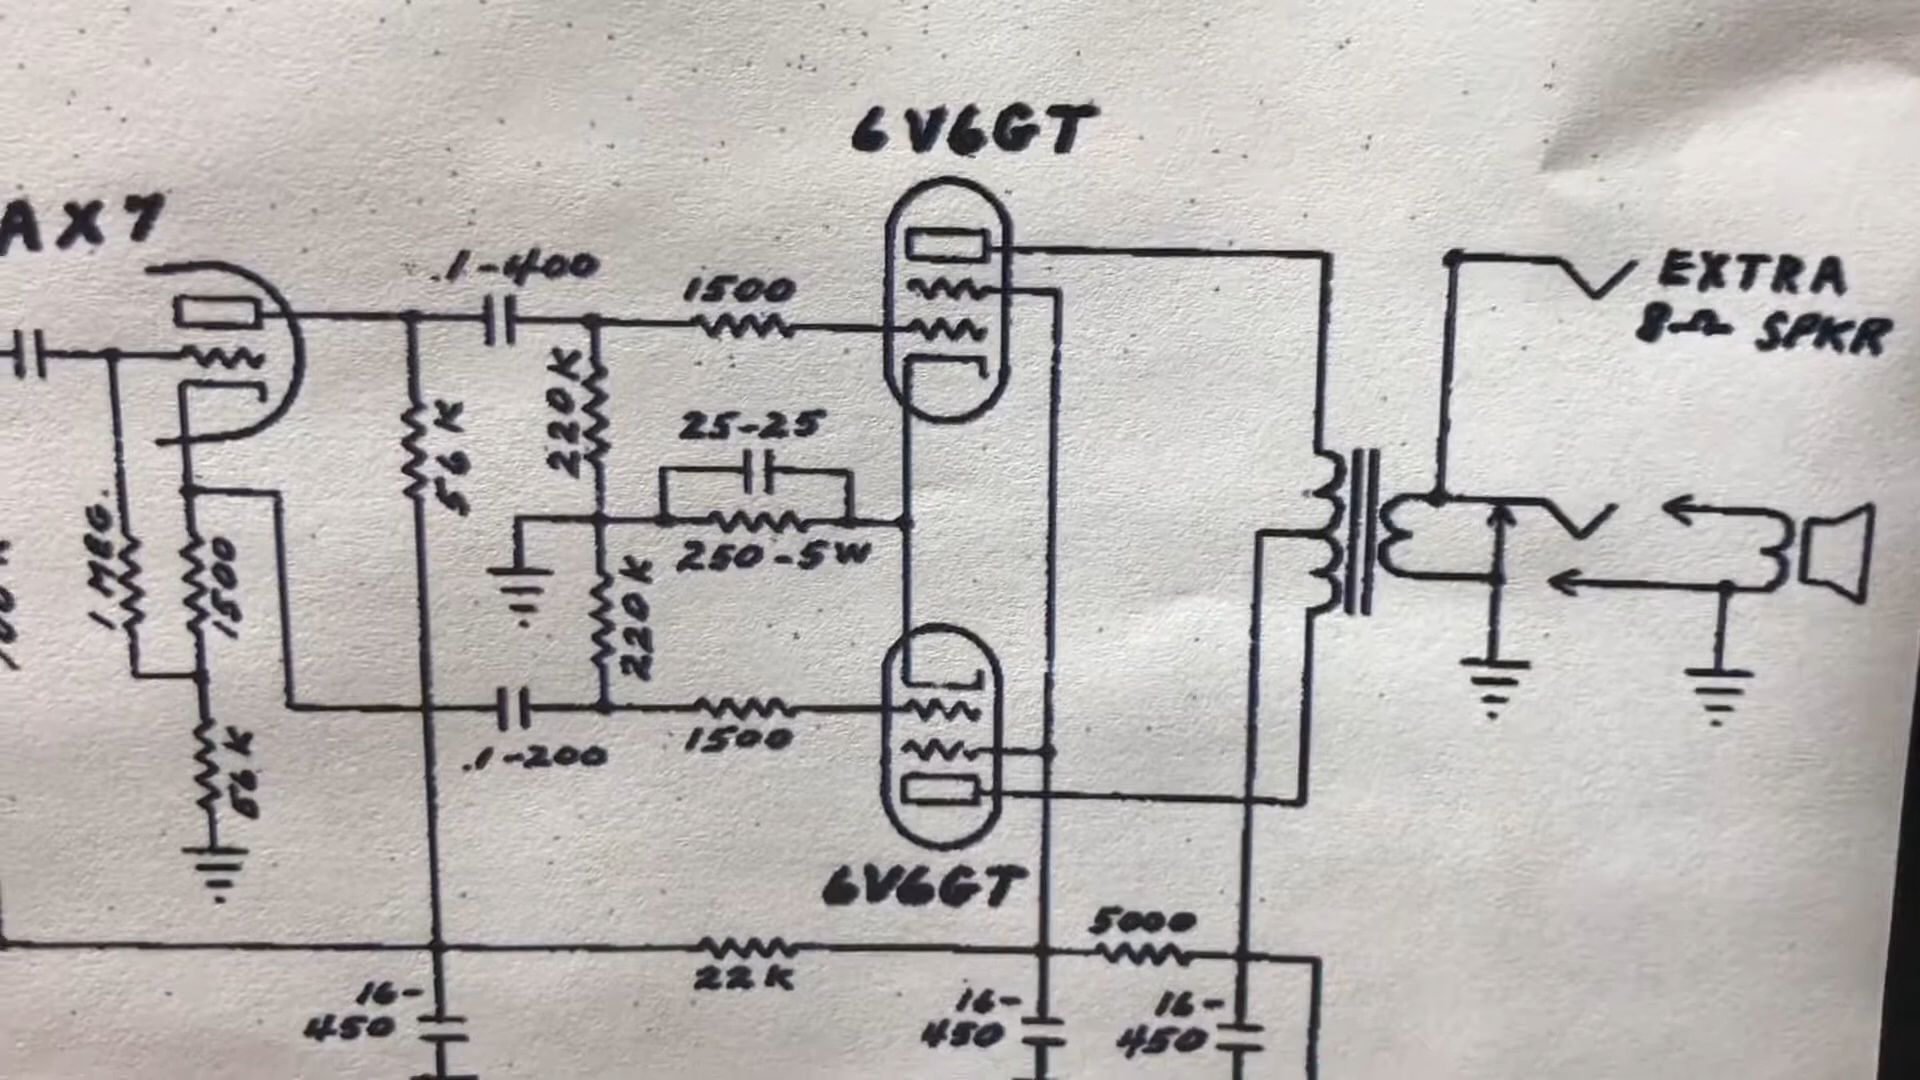 6V6GT
AX7
.1-400
1500
EXTRA
8-Ω SPKR
56K
220K
25-25
250-5W
1 MEG.
1500
220K
56K
.1-200
1500
6V6GT
5000
22K
16-
450
16-
450
16-
450